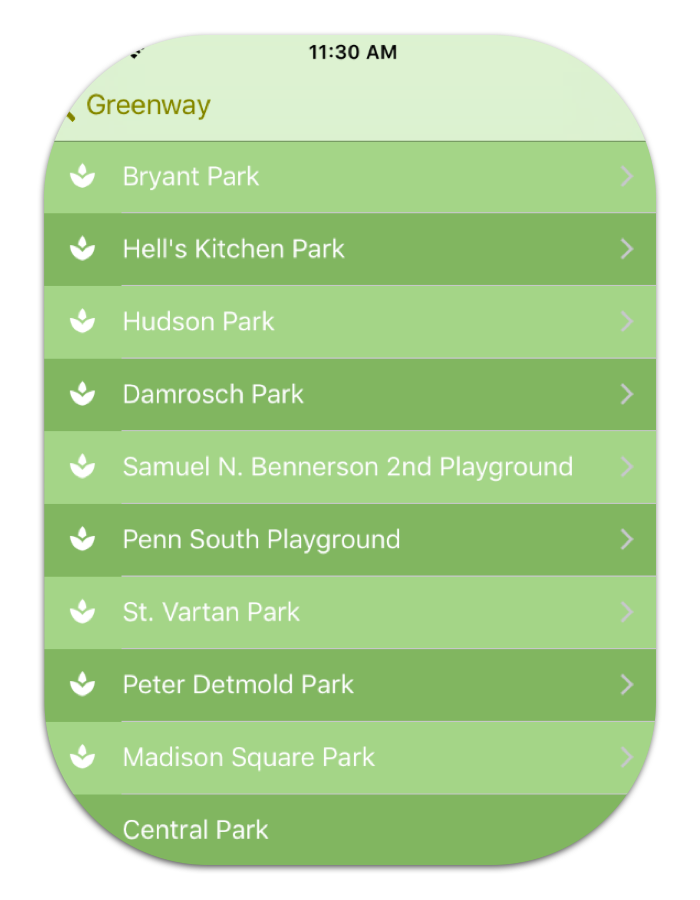 11:30 AM
Greenway
Bryant Park
Hell's Kitchen Park
Hudson Park
Damrosch Park
Samuel N. Bennerson 2nd Playground
Penn South Playground
St. Vartan Park
Peter Detmold Park
Madison Square Park
Central Park